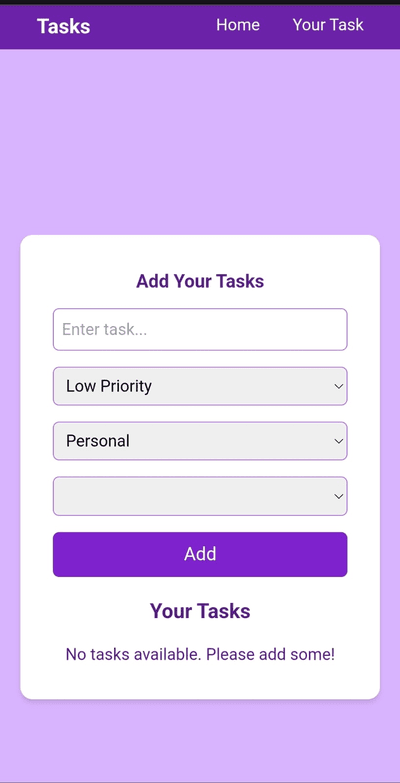 Tasks Home Your Task
Add Your Tasks
Enter task...
Low Priority
Personal
Add
Your Tasks
No tasks available. Please add some!